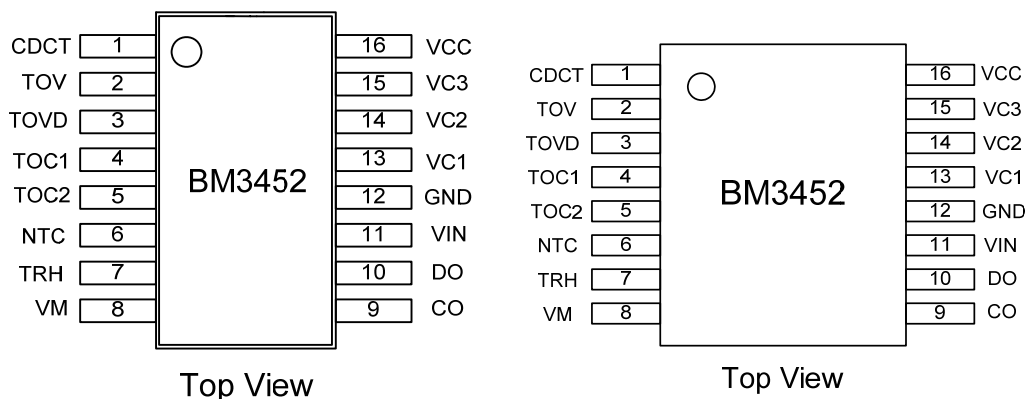 CDCT 1 16 VCC
TOV 2 15 VC3
TOVD 3 14 VC2
TOC1 4 13 VC1
TOC2 5 12 GND
NTC 6 11 VIN
TRH 7 10 DO
VM 8 9 CO
BM3452
Top View
CDCT 1 16 VCC
TOV 2 15 VC3
TOVD 3 14 VC2
TOC1 4 13 VC1
TOC2 5 12 GND
NTC 6 11 VIN
TRH 7 10 DO
VM 8 9 CO
BM3452
Top View